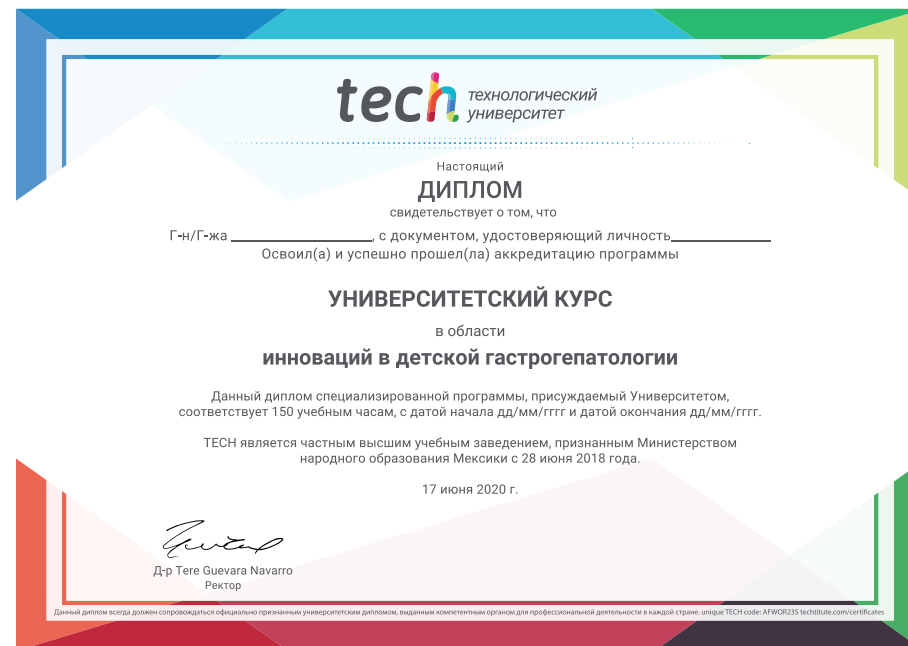 tech технологический
университет
Настоящий
ДИПЛОМ
свидетельствует о том, что
Г-н/Г-жа , с документом, удостоверяющий личность
Освоил(а) и успешно прошел(ла) аккредитацию программы
УНИВЕРСИТЕТСКИЙ КУРС
в области
инноваций в детской гастрогепатологии
Данный диплом специализированной программы, присуждаемый Университетом,
соответствует 150 учебным часам, с датой начала дд/мм/гггг и датой окончания дд/мм/гггг.
TECH является частным высшим учебным заведением, признанным Министерством
народного образования Мексики с 28 июня 2018 года.
17 июня 2020 г.
Д-р Tere Guevara Navarro
Ректор
Данный диплом всегда должен сопровождаться официально признанным университетским дипломом, выданным компетентным органом для профессиональной деятельности в каждой стране. unique TECH code: AFWOR23S techtitute.com/certificates